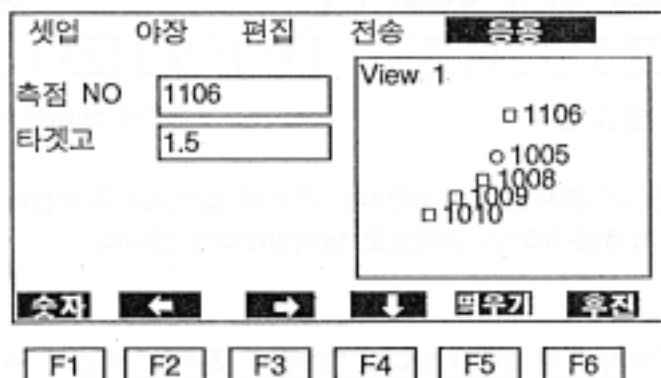 셋업 야장 편집 전송 응용
측점 NO 1106
타겟고 1.5
View 1
1106
1005
1008
1009
1010
숫자 ← → ↓ 띄우기 후진
F1 F2 F3 F4 F5 F6